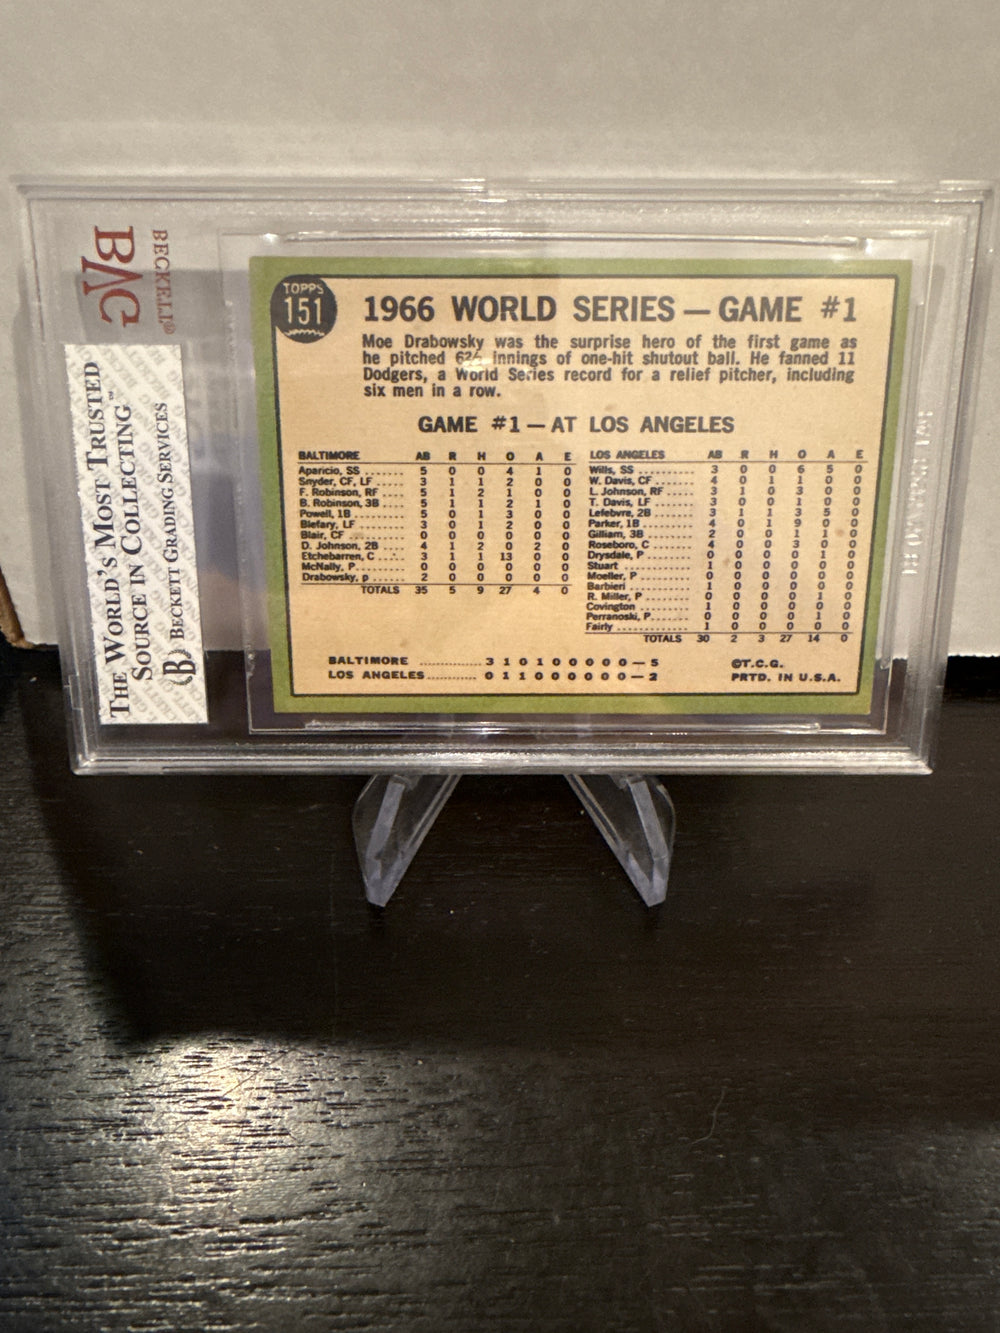 BVG
BECKETT®
THE WORLD'S MOST TRUSTED
SOURCE IN COLLECTING™
BECKETT GRADING SERVICES
TOPPS
151
1966 WORLD SERIES — GAME #1
Moe Drabowsky was the surprise hero of the first game as
he pitched 6⅔ innings of one-hit shutout ball. He fanned 11
Dodgers, a World Series record for a relief pitcher, including
six men in a row.
GAME #1 — AT LOS ANGELES
BALTIMORE AB R H O A E
Aparicio, SS ....... 5 0 0 4 1 0
Snyder, CF, LF .... 3 1 1 2 0 0
F. Robinson, RF .... 5 1 2 1 0 0
B. Robinson, 3B .... 5 1 1 2 1 0
Powell, 1B ......... 5 0 1 3 0 0
Blefary, LF ........ 3 0 1 2 0 0
Blair, CF .......... 0 0 0 0 0 0
D. Johnson, 2B .... 4 1 2 0 2 0
Etchebarren, C .... 3 1 1 13 0 0
McNally, P. ........ 0 0 0 0 0 0
Drabowsky, p ...... 2 0 0 0 0 0
TOTALS 35 5 9 27 4 0
LOS ANGELES AB R H O A E
Wills, SS .......... 3 0 0 6 5 0
W. Davis, CF ....... 4 0 1 1 0 0
L. Johnson, RF .... 3 1 0 3 0 0
T. Davis, LF ....... 3 0 0 1 0 0
Lefebvre, 2B ....... 3 1 1 3 5 0
Parker, 1B ......... 4 0 1 9 0 0
Gilliam, 3B ........ 2 0 0 1 1 0
Roseboro, C ....... 4 0 0 3 0 0
Drysdale, P ........ 0 0 0 0 1 0
Stuart ............. 1 0 0 0 0 0
Moeller, P ......... 0 0 0 0 0 0
Barbieri ........... 1 0 0 0 0 0
R. Miller, P ....... 0 0 0 0 1 0
Covington ......... 1 0 0 0 0 0
Perranoski, P...... 0 0 0 0 1 0
Fairly ............. 1 0 0 0 0 0
TOTALS 30 2 3 27 14 0
BALTIMORE .............. 3 1 0 1 0 0 0 0 0 — 5
LOS ANGELES............ 0 1 1 0 0 0 0 0 0 — 2
©T.C.G.
PRTD. IN U.S.A.